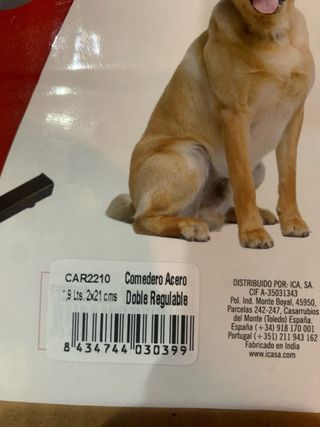 CAR2210 Comedero Acero
1,9 Lts. 2x21 cms Doble Regulable
8 434744 030399
DISTRIBUIDO POR: ICA, SA.
CIF A-35031343
Pol. Ind. Monte Boyal, 45950,
Parcelas 242-247, Casarrubios
del Monte (Toledo) España.
España (+34) 918 170 001
Portugal (+351) 211 943 162
Fabricado en India
www.icasa.com